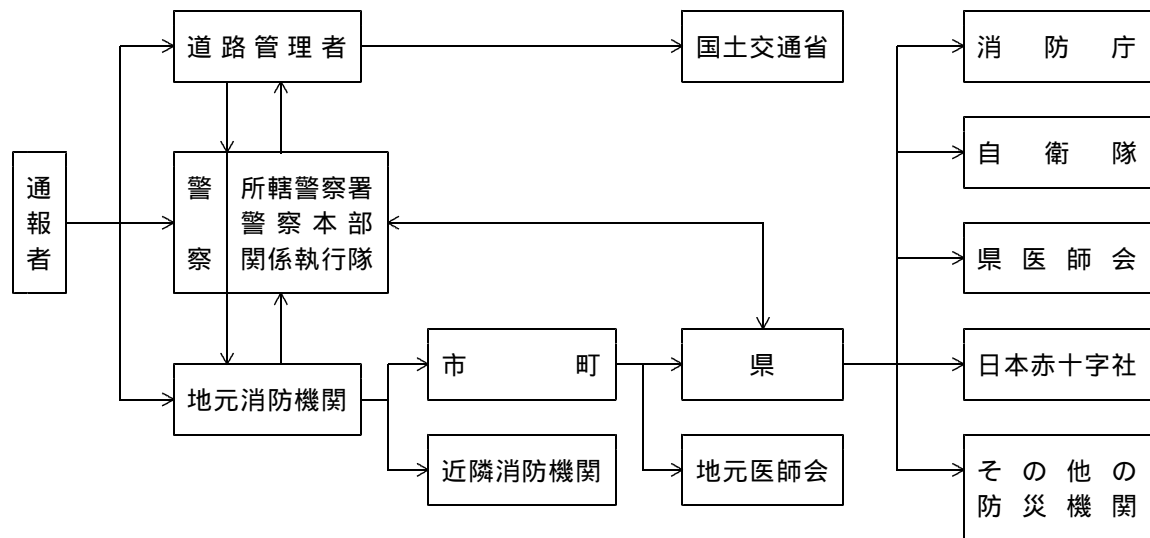 通報者
道路管理者
国土交通省
消防庁
自衛隊
警察
所轄警察署
警察本部
関係執行隊
県医師会
地元消防機関
市町
県
日本赤十字社
近隣消防機関
地元医師会
その他の
防災機関